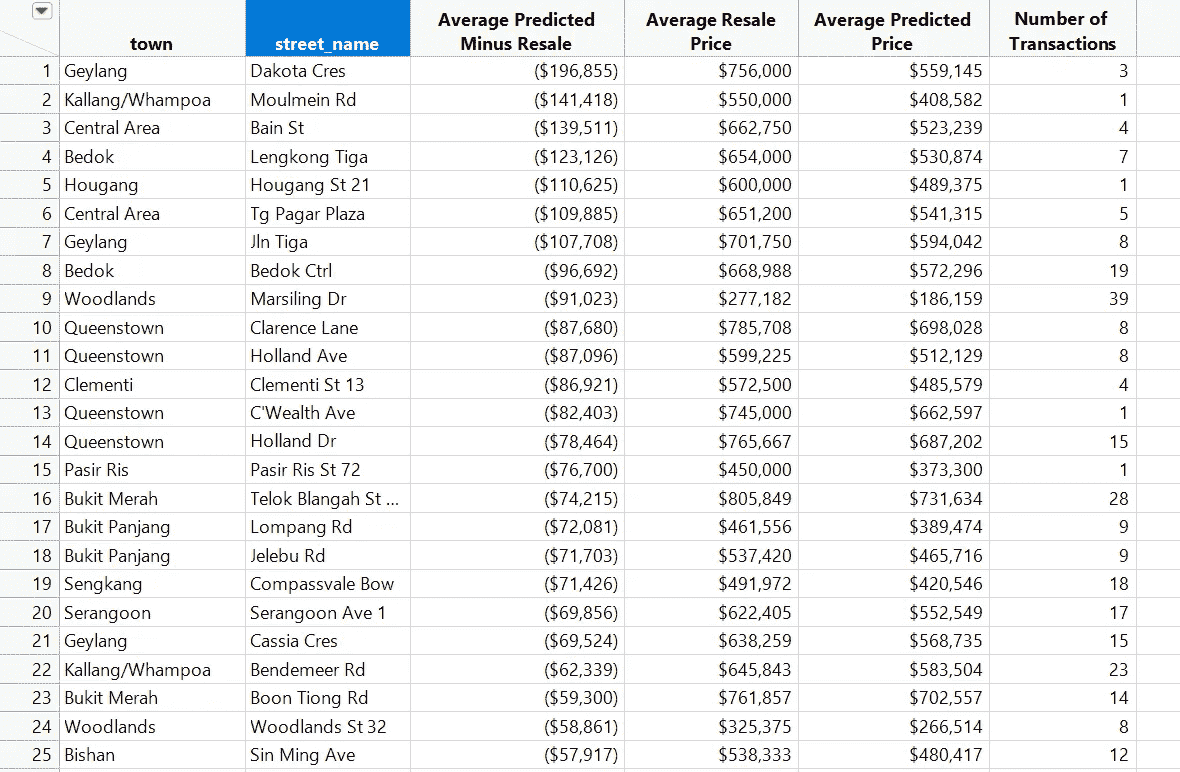 town street_name Average Predicted Minus Resale Average Resale Price Average Predicted Price Number of Transactions
1 Geylang Dakota Cres ($196,855) $756,000 $559,145 3
2 Kallang/Whampoa Moulmein Rd ($141,418) $550,000 $408,582 1
3 Central Area Bain St ($139,511) $662,750 $523,239 4
4 Bedok Lengkong Tiga ($123,126) $654,000 $530,874 7
5 Hougang Hougang St 21 ($110,625) $600,000 $489,375 1
6 Central Area Tg Pagar Plaza ($109,885) $651,200 $541,315 5
7 Geylang Jln Tiga ($107,708) $701,750 $594,042 8
8 Bedok Bedok Ctrl ($96,692) $668,988 $572,296 19
9 Woodlands Marsiling Dr ($91,023) $277,182 $186,159 39
10 Queenstown Clarence Lane ($87,680) $785,708 $698,028 8
11 Queenstown Holland Ave ($87,096) $599,225 $512,129 8
12 Clementi Clementi St 13 ($86,921) $572,500 $485,579 4
13 Queenstown C'Wealth Ave ($82,403) $745,000 $662,597 1
14 Queenstown Holland Dr ($78,464) $765,667 $687,202 15
15 Pasir Ris Pasir Ris St 72 ($76,700) $450,000 $373,300 1
16 Bukit Merah Telok Blangah St ... ($74,215) $805,849 $731,634 28
17 Bukit Panjang Lompang Rd ($72,081) $461,556 $389,474 9
18 Bukit Panjang Jelebu Rd ($71,703) $537,420 $465,716 9
19 Sengkang Compassvale Bow ($71,426) $491,972 $420,546 18
20 Serangoon Serangoon Ave 1 ($69,856) $622,405 $552,549 17
21 Geylang Cassia Cres ($69,524) $638,259 $568,735 15
22 Kallang/Whampoa Bendemeer Rd ($62,339) $645,843 $583,504 23
23 Bukit Merah Boon Tiong Rd ($59,300) $761,857 $702,557 14
24 Woodlands Woodlands St 32 ($58,861) $325,375 $266,514 8
25 Bishan Sin Ming Ave ($57,917) $538,333 $480,417 12